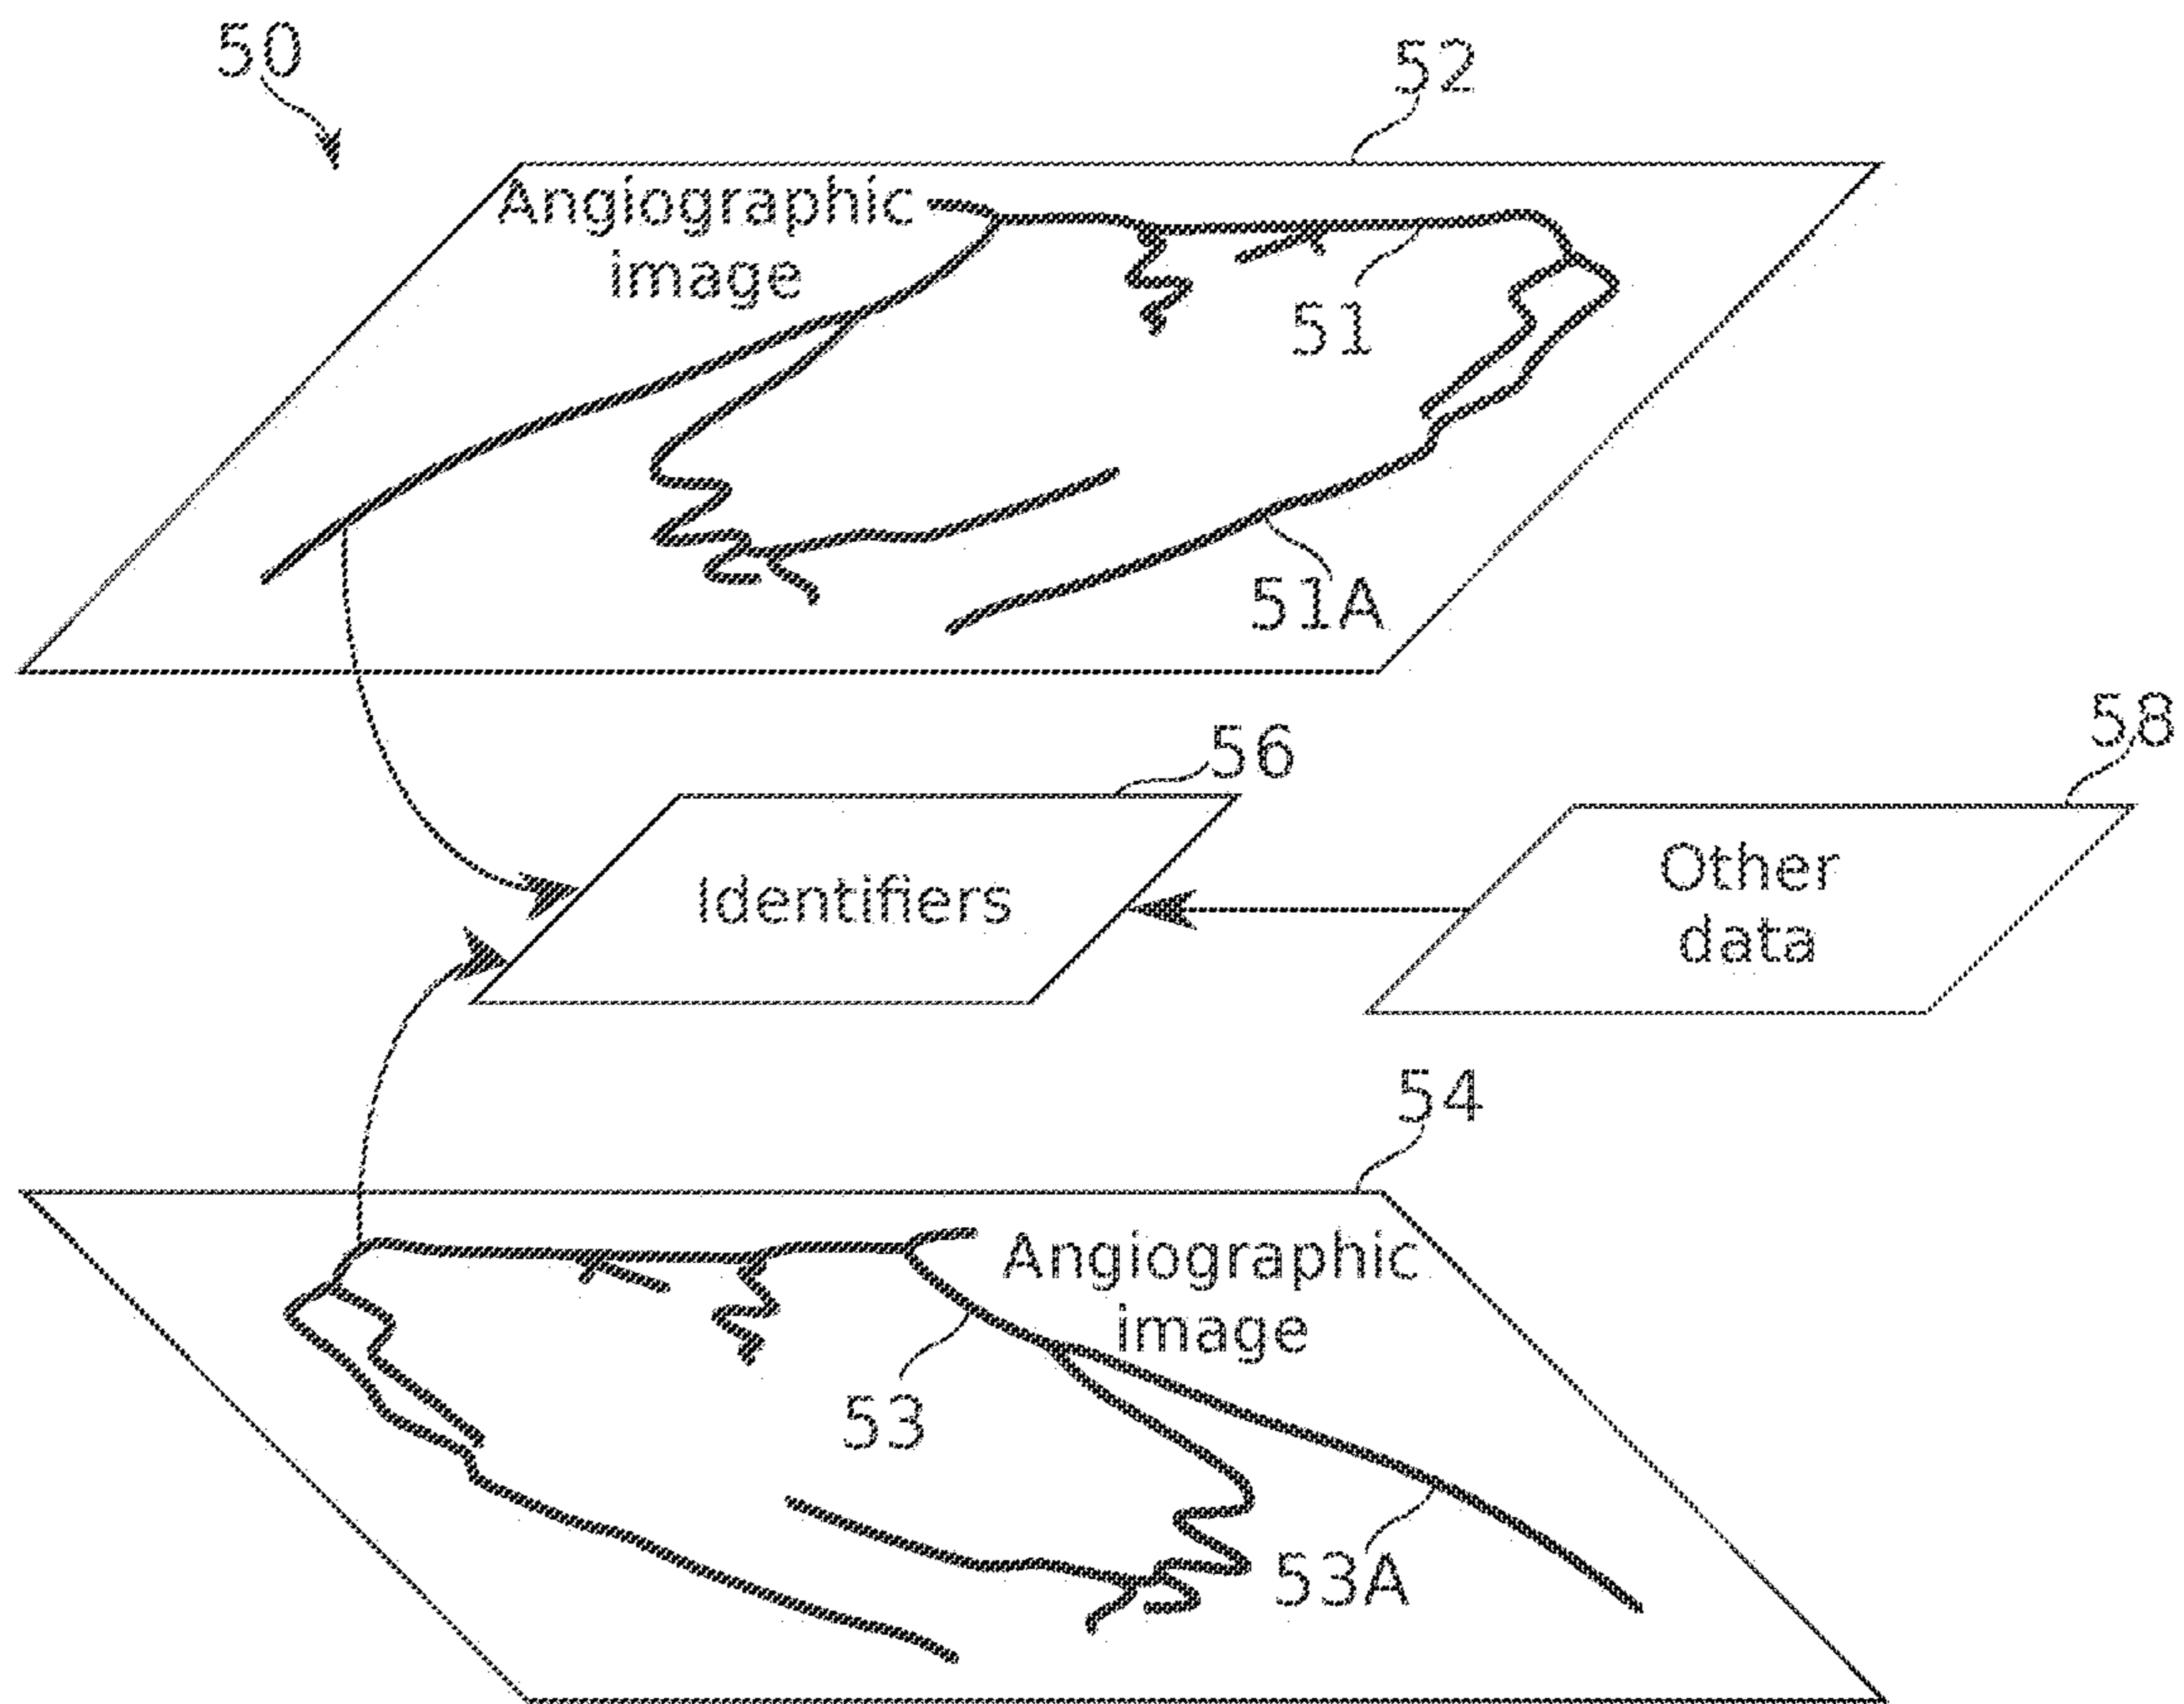 50
52
Angiographic
image
51
51A
56
58
Identifiers
Other
data
54
Angiographic
image
53
53A